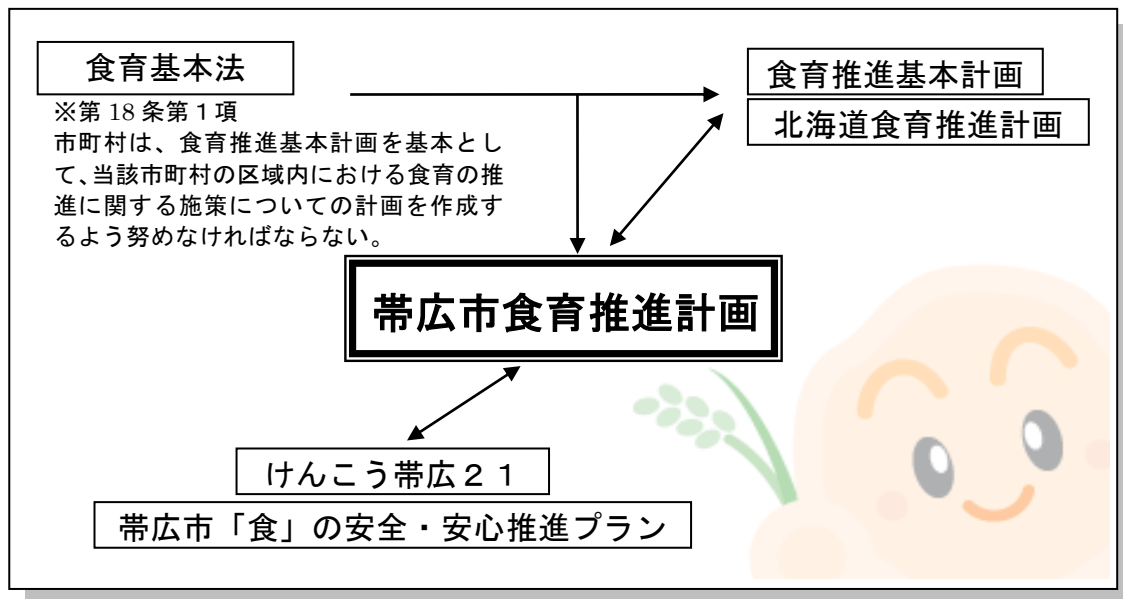 食育基本法
※第18条第１項
市町村は、食育推進基本計画を基本とし
て、当該市町村の区域内における食育の推
進に関する施策についての計画を作成す
るよう努めなければならない。
食育推進基本計画
北海道食育推進計画
帯広市食育推進計画
けんこう帯広２１
帯広市「食」の安全・安心推進プラン